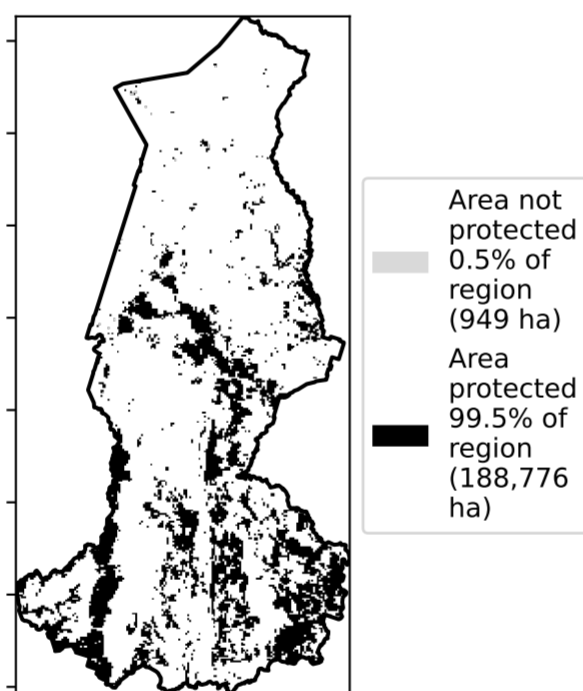 Area not
protected
0.5% of
region
(949 ha)
Area
protected
99.5% of
region
(188,776
ha)